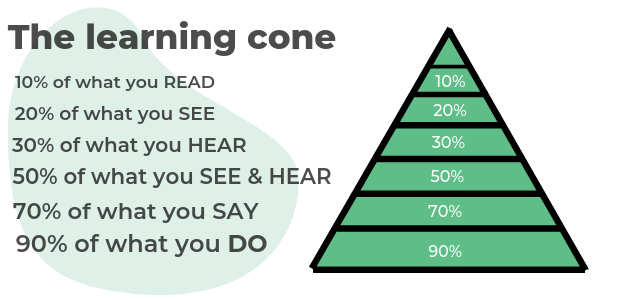 The learning cone
10% of what you READ
20% of what you SEE
30% of what you HEAR
50% of what you SEE & HEAR
70% of what you SAY
90% of what you DO
10%
20%
30%
50%
70%
90%